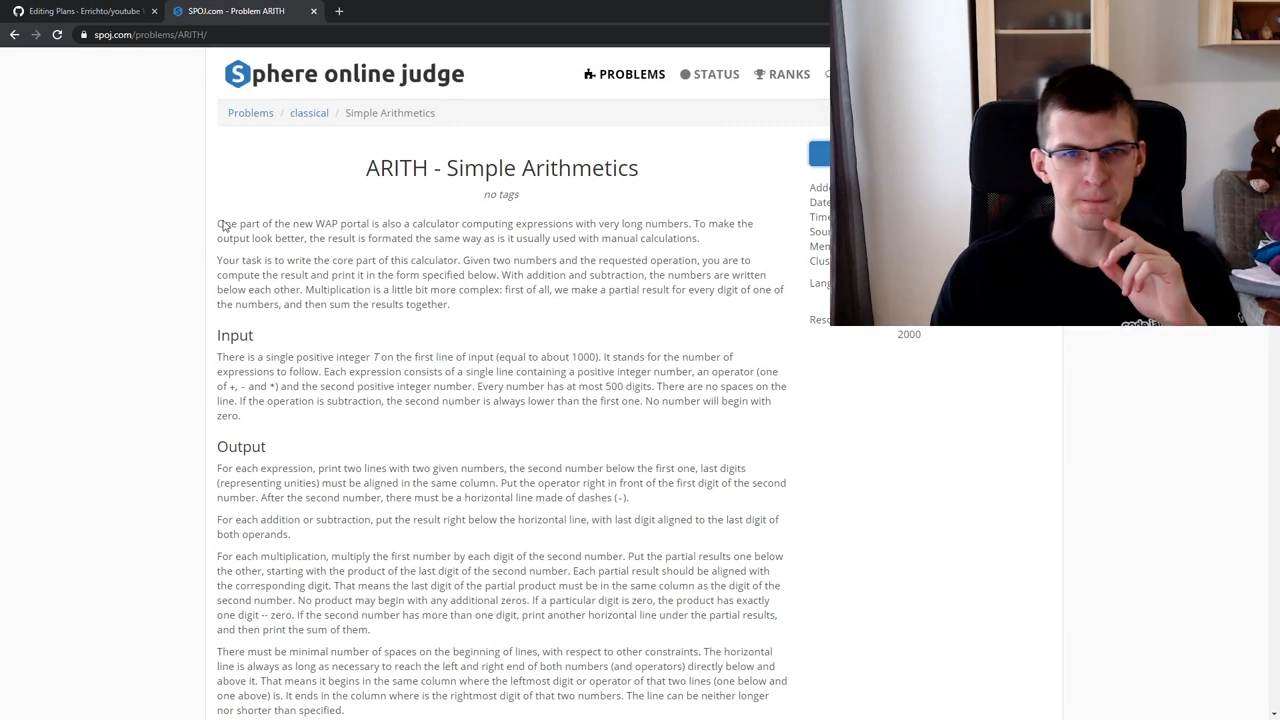 Editing Plans - Errichto/youtube
SPOJ.com - Problem ARITH
spoj.com/problems/ARITH/
Sphere online judge
PROBLEMS STATUS RANKS
Problems / classical / Simple Arithmetics
ARITH - Simple Arithmetics
no tags
One part of the new WAP portal is also a calculator computing expressions with very long numbers. To make the
output look better, the result is formated the same way as is it usually used with manual calculations.
Your task is to write the core part of this calculator. Given two numbers and the requested operation, you are to
compute the result and print it in the form specified below. With addition and subtraction, the numbers are written
below each other. Multiplication is a little bit more complex: first of all, we make a partial result for every digit of one of
the numbers, and then sum the results together.
Input
There is a single positive integer T on the first line of input (equal to about 1000). It stands for the number of
expressions to follow. Each expression consists of a single line containing a positive integer number, an operator (one
of +, - and *) and the second positive integer number. Every number has at most 500 digits. There are no spaces on the
line. If the operation is subtraction, the second number is always lower than the first one. No number will begin with
zero.
Output
For each expression, print two lines with two given numbers, the second number below the first one, last digits
(representing unities) must be aligned in the same column. Put the operator right in front of the first digit of the second
number. After the second number, there must be a horizontal line made of dashes (-).
For each addition or subtraction, put the result right below the horizontal line, with last digit aligned to the last digit of
both operands.
For each multiplication, multiply the first number by each digit of the second number. Put the partial results one below
the other, starting with the product of the last digit of the second number. Each partial result should be aligned with
the corresponding digit. That means the last digit of the partial product must be in the same column as the digit of the
second number. No product may begin with any additional zeros. If a particular digit is zero, the product has exactly
one digit -- zero. If the second number has more than one digit, print another horizontal line under the partial results,
and then print the sum of them.
There must be minimal number of spaces on the beginning of lines, with respect to other constraints. The horizontal
line is always as long as necessary to reach the left and right end of both numbers (and operators) directly below and
above it. That means it begins in the same column where the leftmost digit or operator of that two lines (one below and
one above) is. It ends in the column where is the rightmost digit of that two numbers. The line can be neither longer
nor shorter than specified.
Adde
Date
Time
Sour
Mem
Clus
Lang
Reso
2000